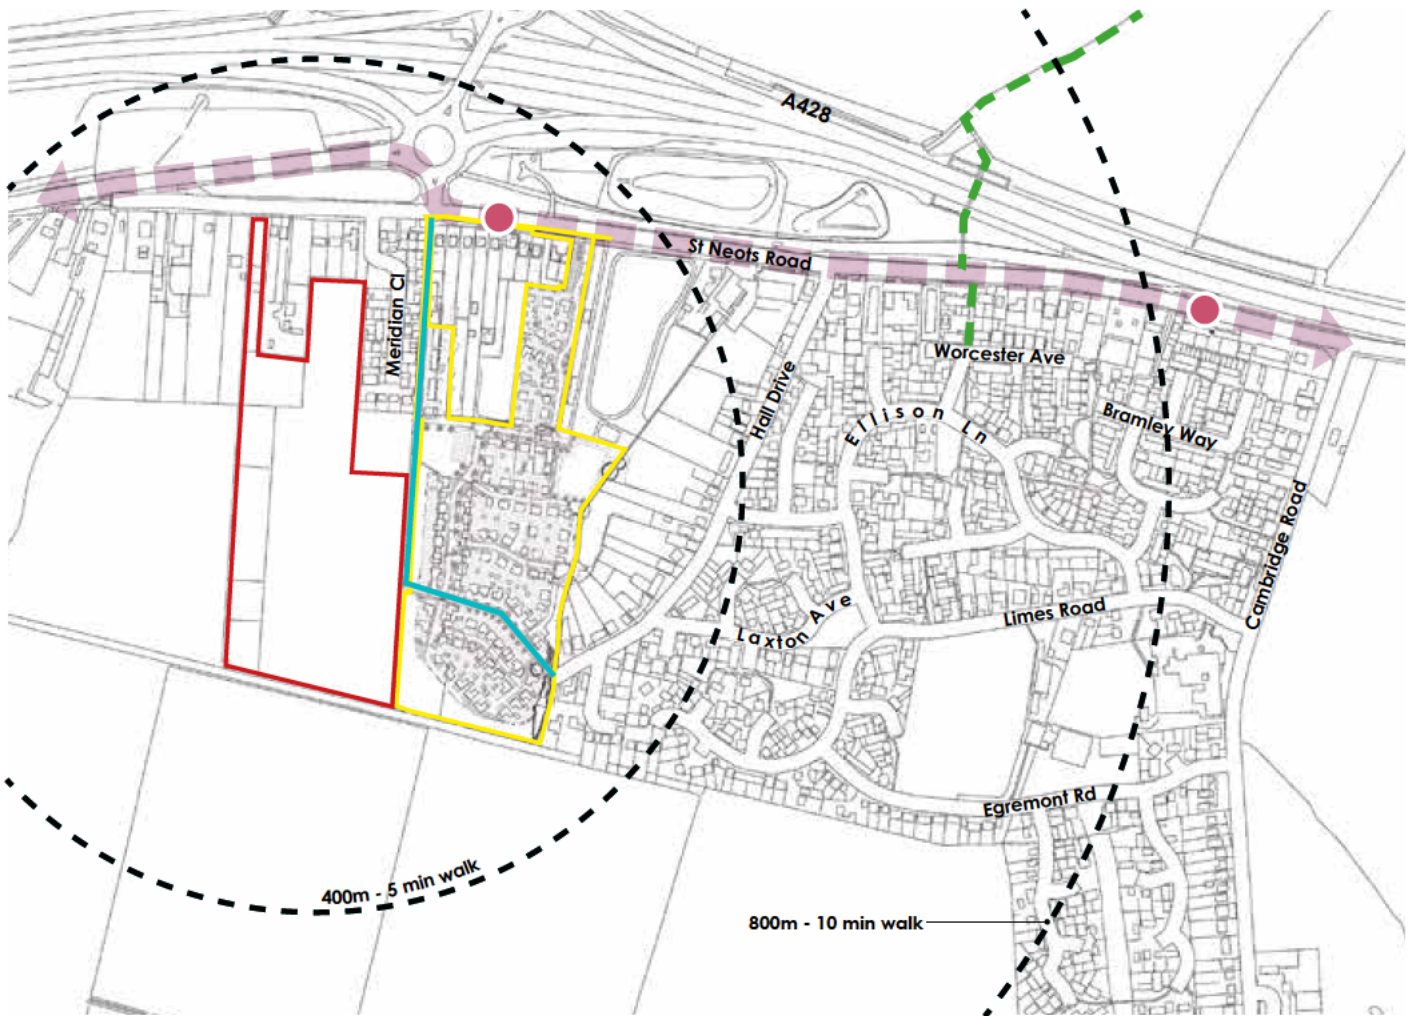 A428
St Neots Road
Meridian Cl
Hall Drive
Worcester Ave
Ellison Ln
Bramley Way
Cambridge Road
Laxton Ave
Limes Road
Egremont Rd
400m - 5 min walk
800m - 10 min walk